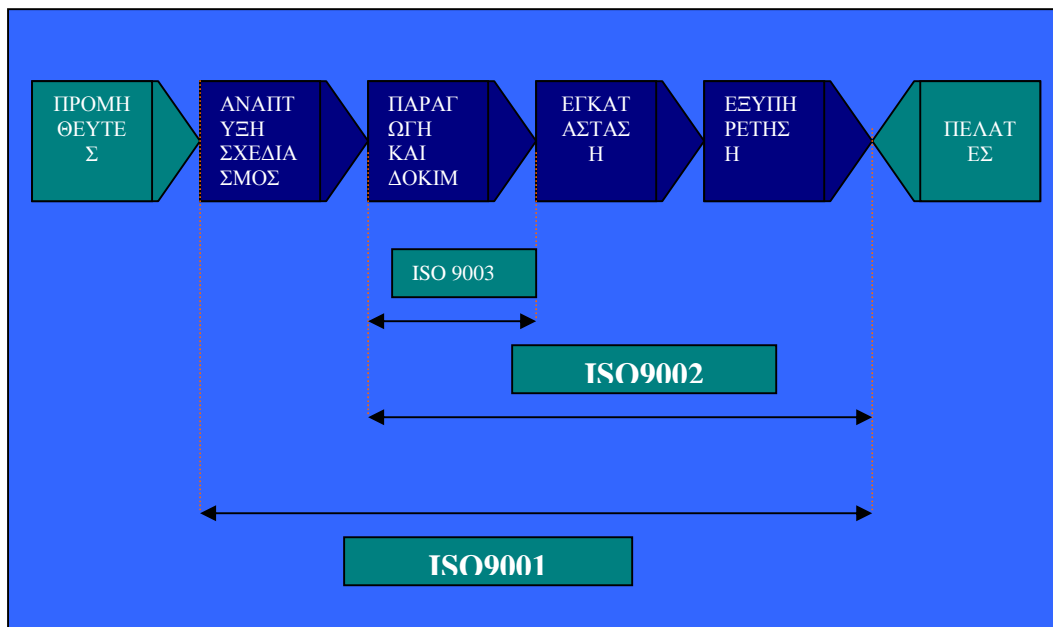 ΠΡΟΜΗ
ΘΕΥΤΕ
Σ
ΑΝΑΠΤ
ΥΞΗ
ΣΧΕΔΙΑ
ΣΜΟΣ
ΠΑΡΑΓ
ΩΓΗ
ΚΑΙ
ΔΟΚΙΜ
ΕΓΚΑΤ
ΑΣΤΑΣ
Η
ΕΞΥΠΗ
ΡΕΤΗΣ
Η
ΠΕΛΑΤ
ΕΣ
ISO 9003
ISO9002
ISO9001